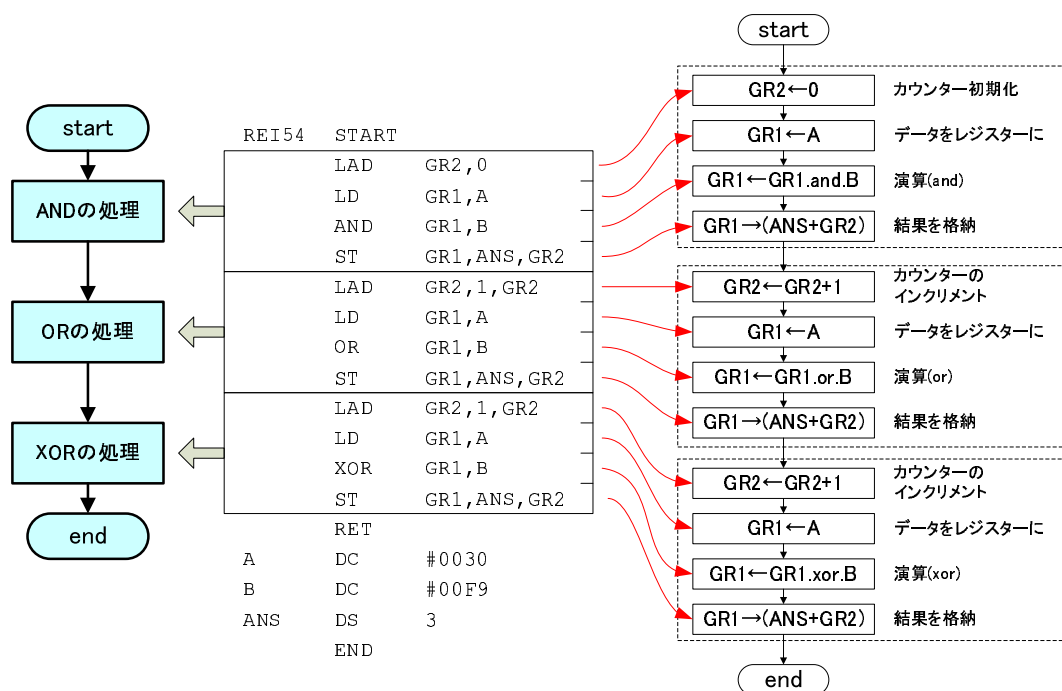 start
ANDの処理
ORの処理
XORの処理
end
REI54 START
LAD GR2,0
LD GR1,A
AND GR1,B
ST GR1,ANS,GR2
LAD GR2,1,GR2
LD GR1,A
OR GR1,B
ST GR1,ANS,GR2
LAD GR2,1,GR2
LD GR1,A
XOR GR1,B
ST GR1,ANS,GR2
RET
A DC #0030
B DC #00F9
ANS DS 3
END
start
GR2←0 カウンター初期化
GR1←A データをレジスターに
GR1←GR1.and.B 演算(and)
GR1→(ANS+GR2) 結果を格納
GR2←GR2+1 カウンターの
インクリメント
GR1←A データをレジスターに
GR1←GR1.or.B 演算(or)
GR1→(ANS+GR2) 結果を格納
GR2←GR2+1 カウンターの
インクリメント
GR1←A データをレジスターに
GR1←GR1.xor.B 演算(xor)
GR1→(ANS+GR2) 結果を格納
end